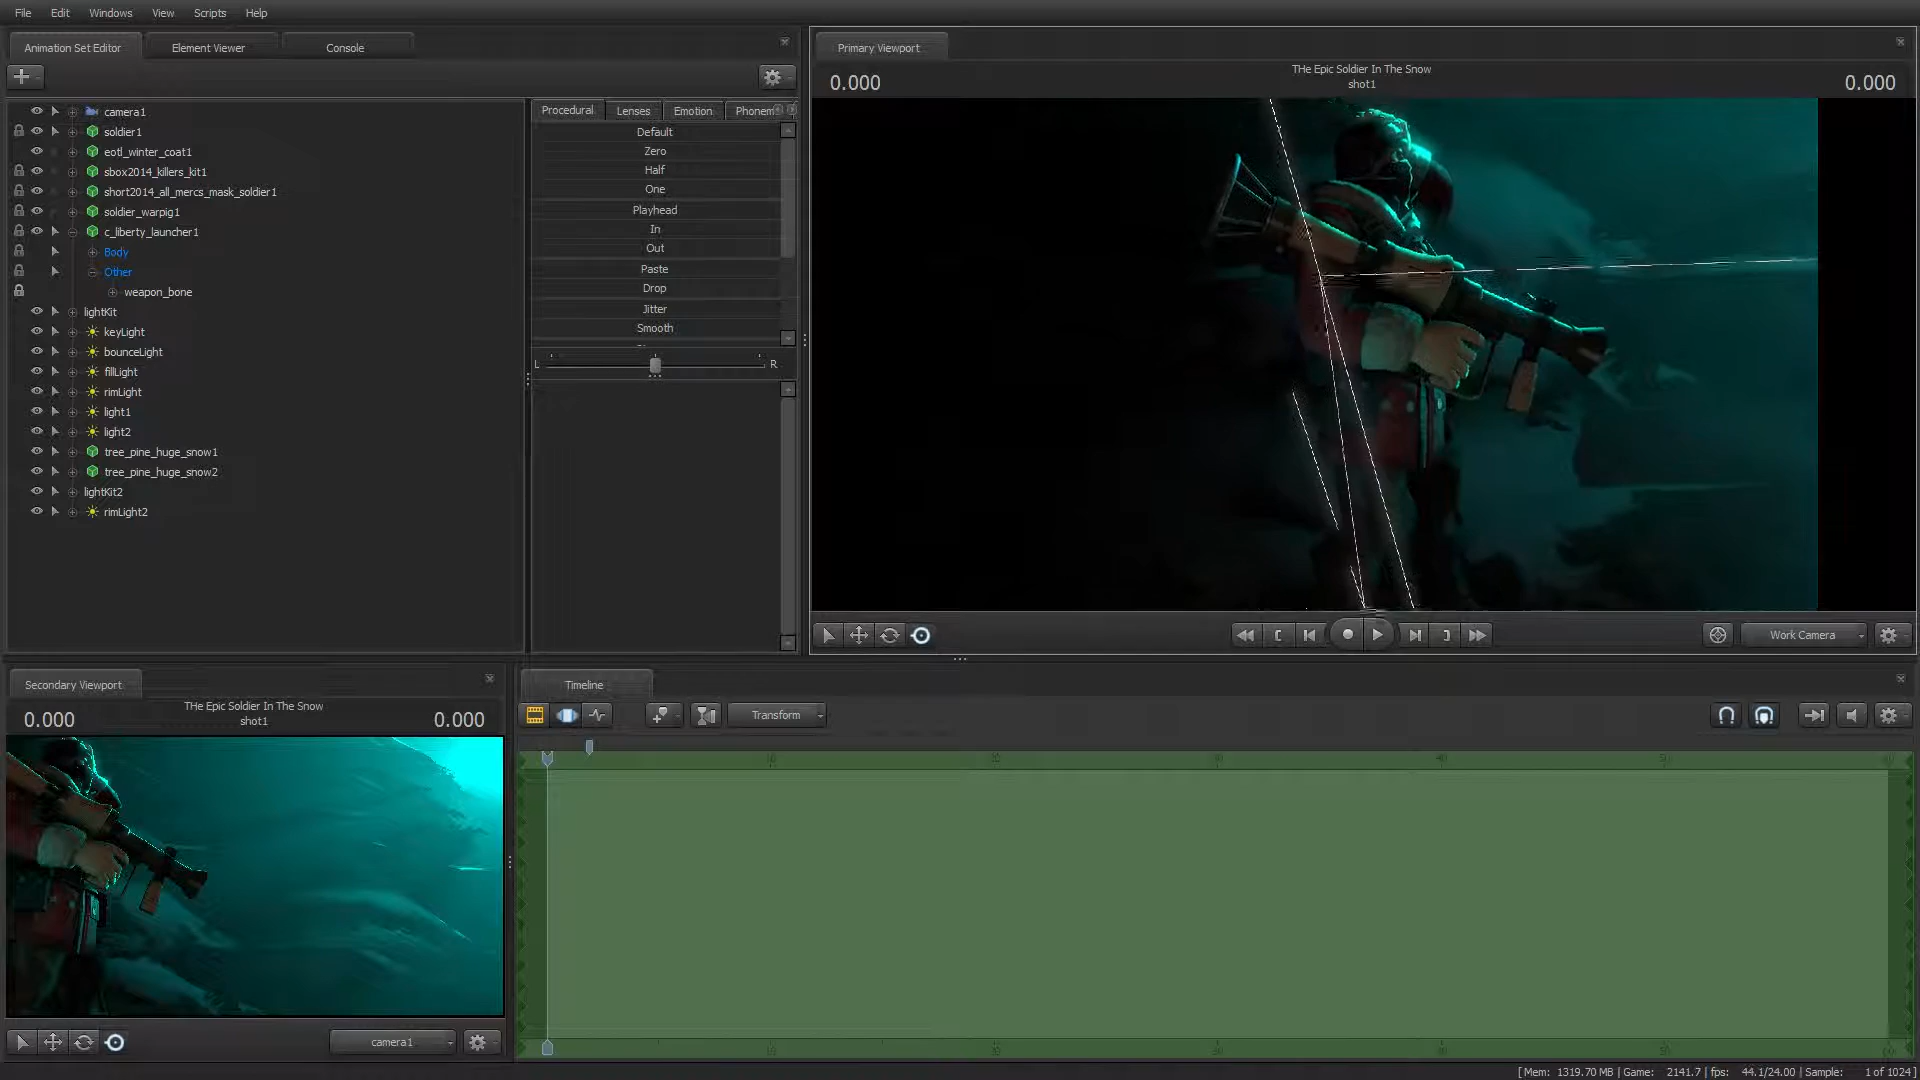 File Edit Windows View Scripts Help
Animation Set Editor Element Viewer Console
camera1
soldier1
eotl_winter_coat1
sbox2014_killers_kit1
short2014_all_mercs_mask_soldier1
soldier_warpig1
c_liberty_launcher1
Body
Other
weapon_bone
lightKit
keyLight
bounceLight
fillLight
rimLight
light1
light2
tree_pine_huge_snow1
tree_pine_huge_snow2
lightKit2
rimLight2
Procedural Lenses Emotion Phonem
Default
Zero
Half
One
Playhead
In
Out
Paste
Drop
Jitter
Smooth
L R
Primary Viewport
THe Epic Soldier In The Snow
0.000 shot1 0.000
Work Camera
Secondary Viewport
THe Epic Soldier In The Snow
0.000 shot1 0.000
camera1
Timeline
Transform
[ Mem: 1319.70 MB | Game: 2141.7 | fps: 44.1/24.00 | Sample: 1 of 1024 ]